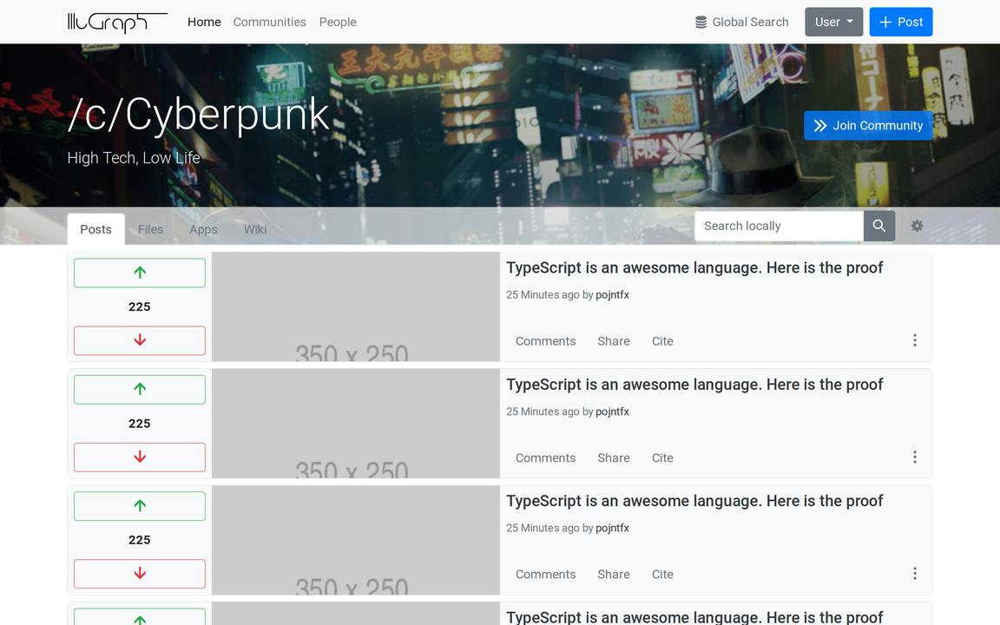 IlluGraph
Home Communities People Global Search User Post
/c/Cyberpunk
High Tech, Low Life
Join Community
Posts Files Apps Wiki Search locally
TypeScript is an awesome language. Here is the proof
25 Minutes ago by pojntfx
225
Comments Share Cite
350 x 250
TypeScript is an awesome language. Here is the proof
25 Minutes ago by pojntfx
225
Comments Share Cite
350 x 250
TypeScript is an awesome language. Here is the proof
25 Minutes ago by pojntfx
225
Comments Share Cite
350 x 250
TypeScript is an awesome language. Here is the proof